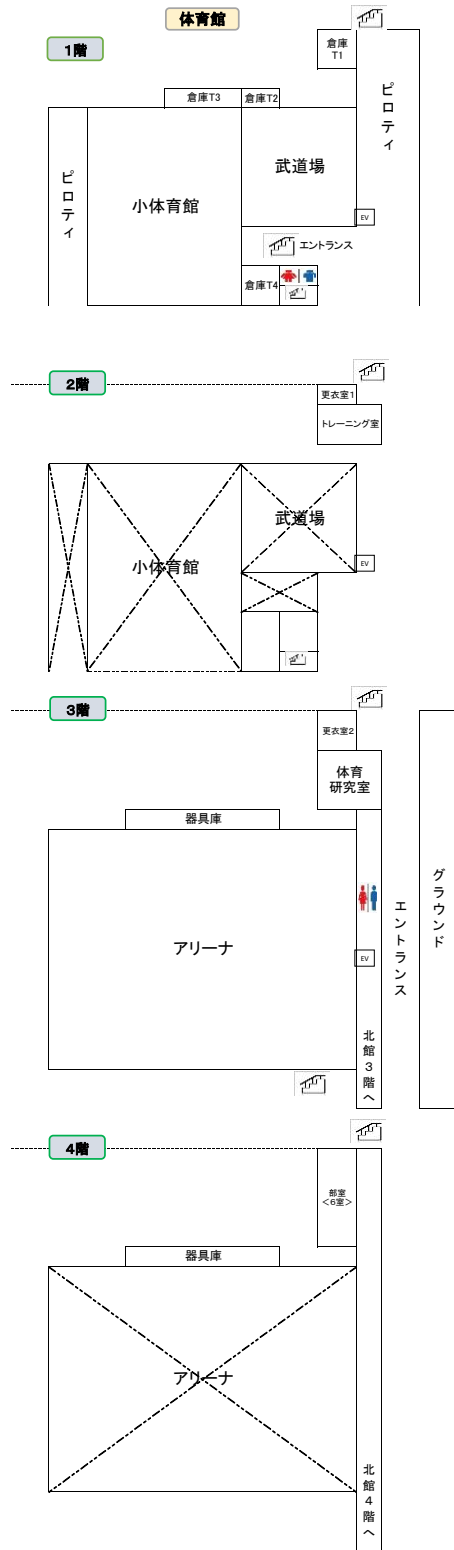 体育館
1階
倉庫
T1
ピロティ
倉庫T3
倉庫T2
武道場
ピロティ
小体育館
EV
エントランス
倉庫T4
2階
更衣室1
トレーニング室
武道場
小体育館
EV
3階
更衣室2
体育
研究室
器具庫
グラウンド
エントランス
アリーナ
EV
北館3階へ
4階
部室
<6室>
器具庫
アリーナ
北館4階へ